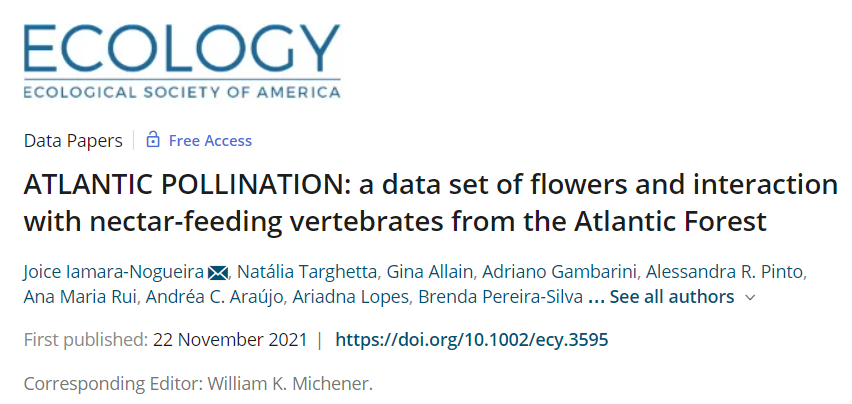 ECOLOGY
ECOLOGICAL SOCIETY OF AMERICA
Data Papers | Free Access
ATLANTIC POLLINATION: a data set of flowers and interaction
with nectar-feeding vertebrates from the Atlantic Forest
Joice Iamara-Nogueira, Natália Targhetta, Gina Allain, Adriano Gambarini, Alessandra R. Pinto,
Ana Maria Rui, Andréa C. Araújo, Ariadna Lopes, Brenda Pereira-Silva ... See all authors
First published: 22 November 2021 | https://doi.org/10.1002/ecy.3595
Corresponding Editor: William K. Michener.